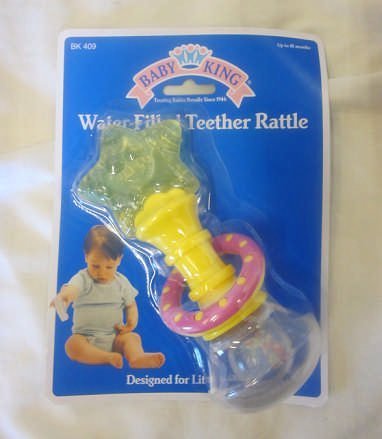 BK 409
Up to 18 months
BABY KING
Treating Babies Royally Since 1946
Water-Filled Teether Rattle
Designed for Lit